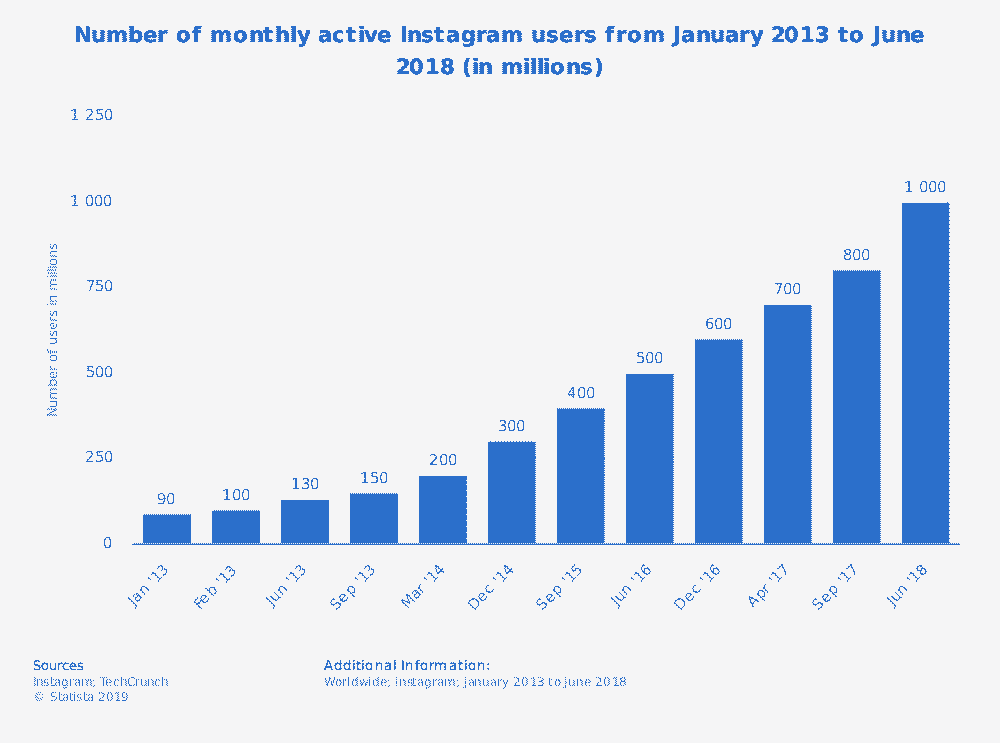 Number of monthly active Instagram users from January 2013 to June
2018 (in millions)
1 250
1 000
750
500
250
0
Number of users in millions
90
100
130
150
200
300
400
500
600
700
800
1 000
Jan '13
Feb '13
Jun '13
Sep '13
Mar '14
Dec '14
Sep '15
Jun '16
Dec '16
Apr '17
Sep '17
Jun '18
Sources
Instagram; TechCrunch
© Statista 2019
Additional Information:
Worldwide; Instagram; January 2013 to June 2018